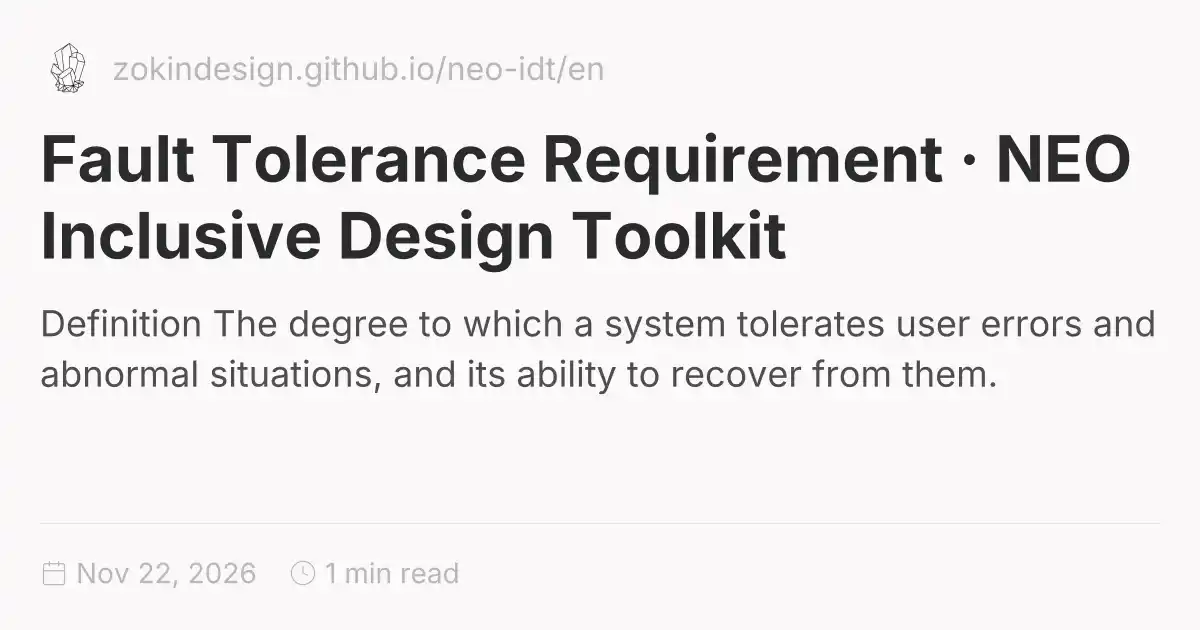 zokindesign.github.io/neo-idt/en
Fault Tolerance Requirement · NEO
Inclusive Design Toolkit
Definition The degree to which a system tolerates user errors and
abnormal situations, and its ability to recover from them.
Nov 22, 2026 1 min read